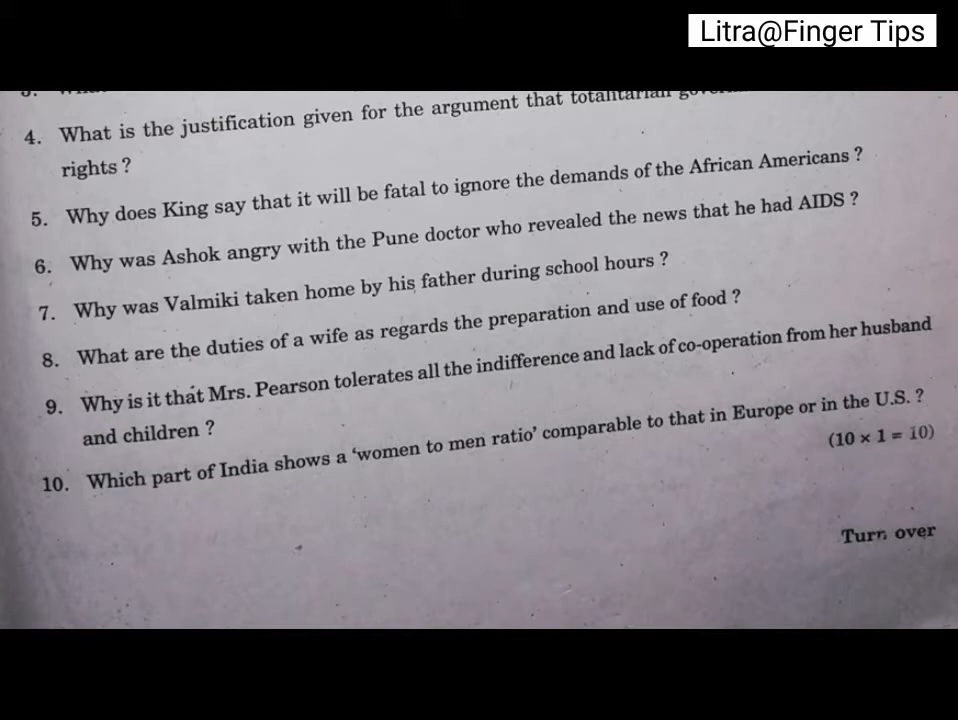 Litra@Finger Tips
4. What is the justification given for the argument that totalitarian
rights ?
5. Why does King say that it will be fatal to ignore the demands of the African Americans ?
6. Why was Ashok angry with the Pune doctor who revealed the news that he had AIDS ?
7. Why was Valmiki taken home by his father during school hours ?
8. What are the duties of a wife as regards the preparation and use of food ?
9. Why is it that Mrs. Pearson tolerates all the indifference and lack of co-operation from her husband
and children ?
10. Which part of India shows a ‘women to men ratio’ comparable to that in Europe or in the U.S. ?
(10 × 1 = 10)
Turn over